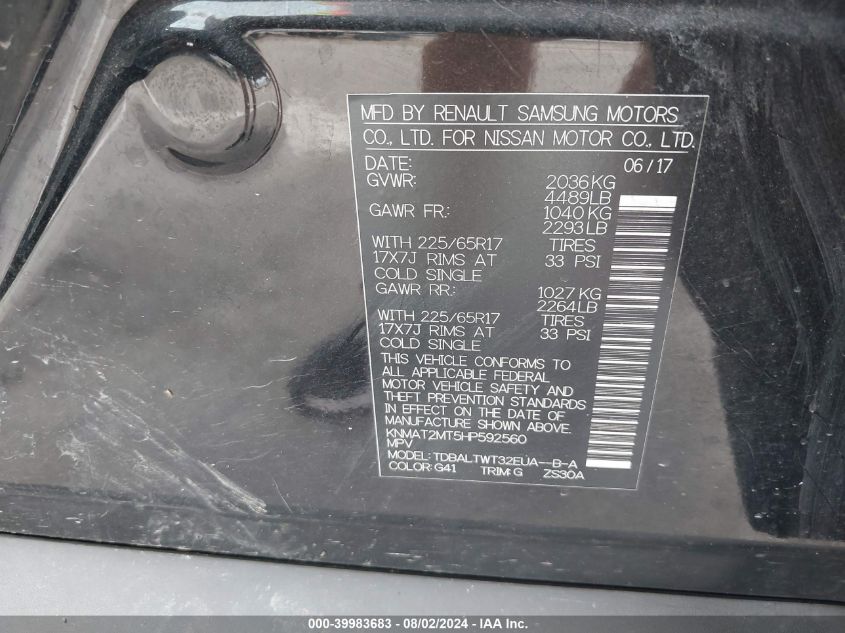 MFD BY RENAULT SAMSUNG MOTORS
CO., LTD. FOR NISSAN MOTOR CO., LTD.
DATE: 06/17
GVWR: 2036KG
4489LB
GAWR FR: 1040KG
2293LB
WITH 225/65R17 TIRES
17X7J RIMS AT 33 PSI
COLD SINGLE
GAWR RR: 1027KG
2264LB
WITH 225/65R17 TIRES
17X7J RIMS AT 33 PSI
COLD SINGLE
THIS VEHICLE CONFORMS TO
ALL APPLICABLE FEDERAL
MOTOR VEHICLE SAFETY AND
THEFT PREVENTION STANDARDS
IN EFFECT ON THE DATE OF
MANUFACTURE SHOWN ABOVE.
KNMAT2MT5HP592560
MPV
MODEL: TDBALTWT32EUA--B-A
COLOR: G41 TRIM: G ZS30A
000-39983683 - 08/02/2024 - IAA Inc.